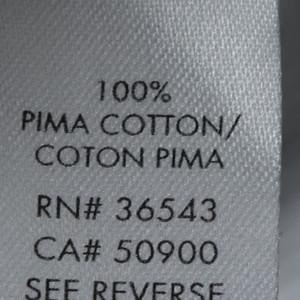 100%
PIMA COTTON/
COTON PIMA
RN# 36543
CA# 50900
SEE REVERSE